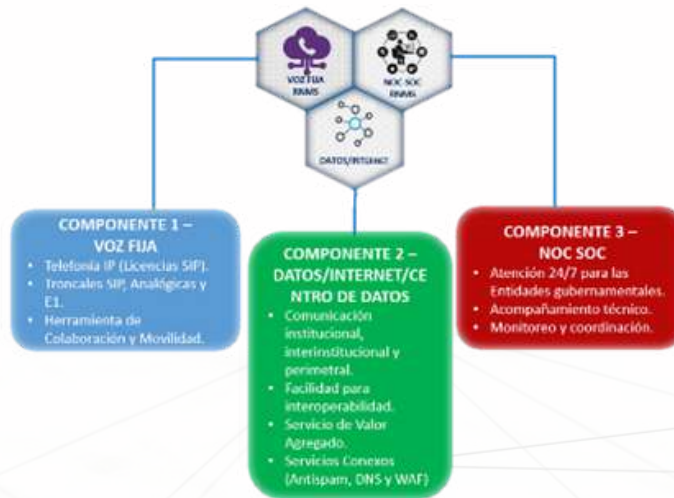 VOZ FIJA
RNMS
NOC-SOC
RNMS
DATOS/INTERNET
COMPONENTE 1 –
VOZ FIJA
• Telefonía IP (Licencias SIP).
• Troncales SIP, Analógicas y
E1.
• Herramienta de
Colaboración y Movilidad.
COMPONENTE 2 –
DATOS/INTERNET/CE
NTRO DE DATOS
• Comunicación
institucional,
interinstitucional y
perimetral.
• Facilidad para
interoperabilidad.
• Servicio de Valor
Agregado.
• Servicios Conexos
(Antispam, DNS y WAF)
COMPONENTE 3 –
NOC SOC
• Atención 24/7 para las
Entidades gubernamentales.
• Acompañamiento técnico.
• Monitoreo y coordinación.